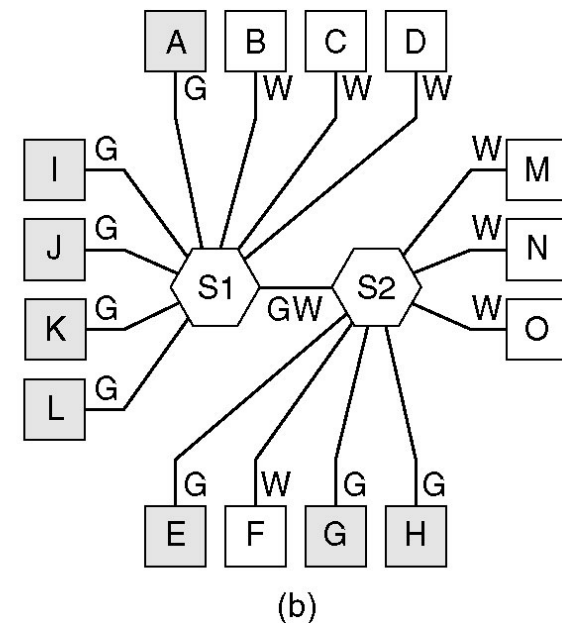 A B C D
G W W W
I G
W M
J G
W N
S1 GW S2
K G
W O
L G
G W G G
E F G H
(b)